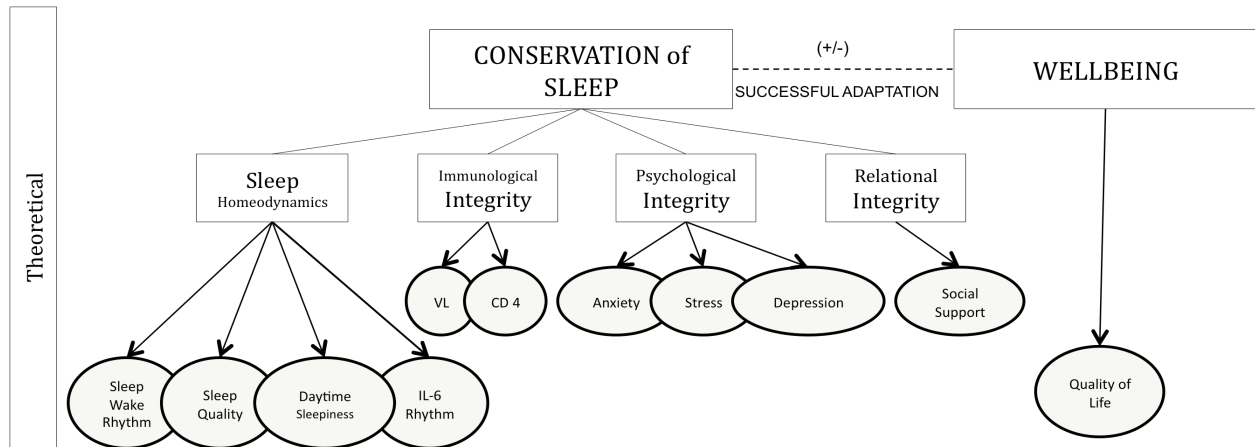 Theoretical
CONSERVATION of
SLEEP
(+/-)
SUCCESSFUL ADAPTATION
WELLBEING
Sleep
Homeodynamics
Immunological
Integrity
Psychological
Integrity
Relational
Integrity
VL
CD 4
Anxiety
Stress
Depression
Social
Support
Sleep
Wake
Rhythm
Sleep
Quality
Daytime
Sleepiness
IL-6
Rhythm
Quality of
Life